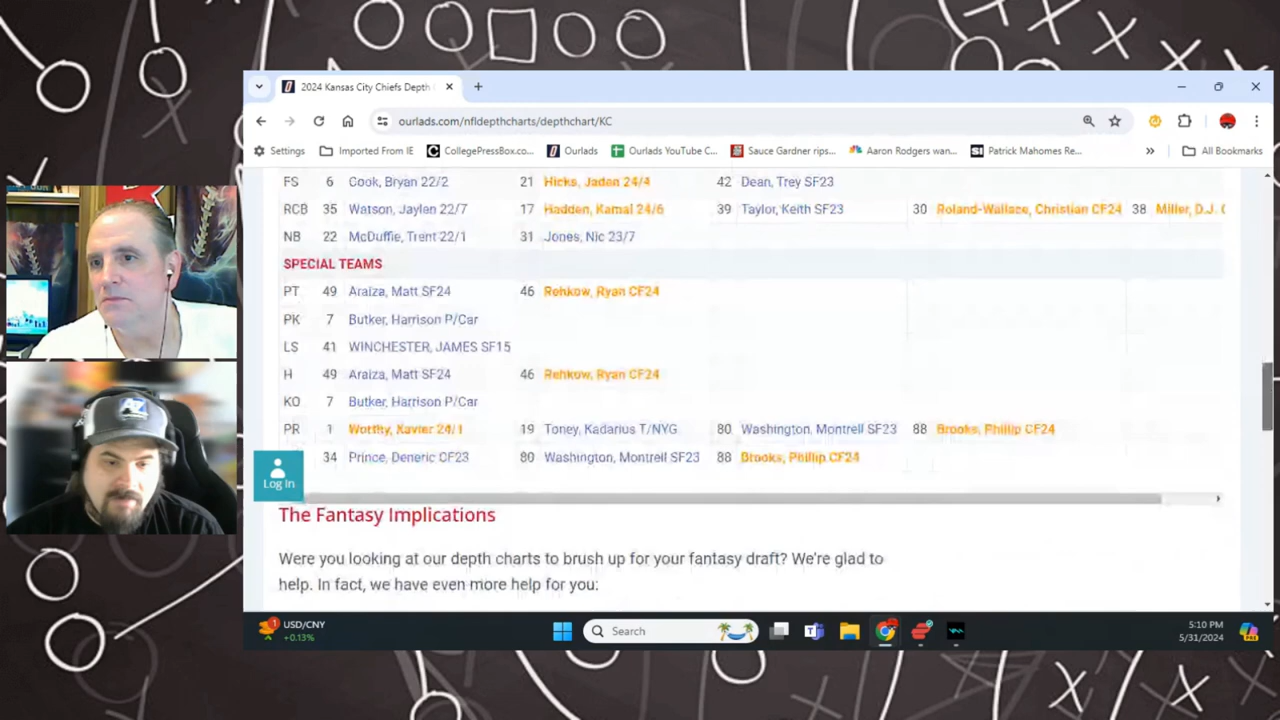 2024 Kansas City Chiefs Depth
ourlads.com/nfldepthcharts/depthchart/KC
Settings Imported From IE CollegePressBox.co... Ourlads Ourlads YouTube C... Sauce Gardner rips... Aaron Rodgers wan... Patrick Mahomes Re... » All Bookmarks
FS 6 Cook, Bryan 22/2 21 Hicks, Jaden 24/4 42 Dean, Trey SF23
RCB 35 Watson, Jaylen 22/7 17 Hadden, Kamal 24/6 39 Taylor, Keith SF23 30 Roland-Wallace, Christian CF24 38 Miller, D.J.
NB 22 McDuffie, Trent 22/1 31 Jones, Nic 23/7
SPECIAL TEAMS
PT 49 Araiza, Matt SF24 46 Rehkow, Ryan CF24
PK 7 Butker, Harrison P/Car
LS 41 WINCHESTER, JAMES SF15
H 49 Araiza, Matt SF24 46 Rehkow, Ryan CF24
KO 7 Butker, Harrison P/Car
PR 1 Worthy, Xavier 24/1 19 Toney, Kadarius T/NYG 80 Washington, Montrell SF23 88 Brooks, Phillip CF24
34 Prince, Deneric CF23 80 Washington, Montrell SF23 88 Brooks, Phillip CF24
Log In
The Fantasy Implications
Were you looking at our depth charts to brush up for your fantasy draft? We're glad to
help. In fact, we have even more help for you:
USD/CNY
+0.13%
Search
5:10 PM
5/31/2024